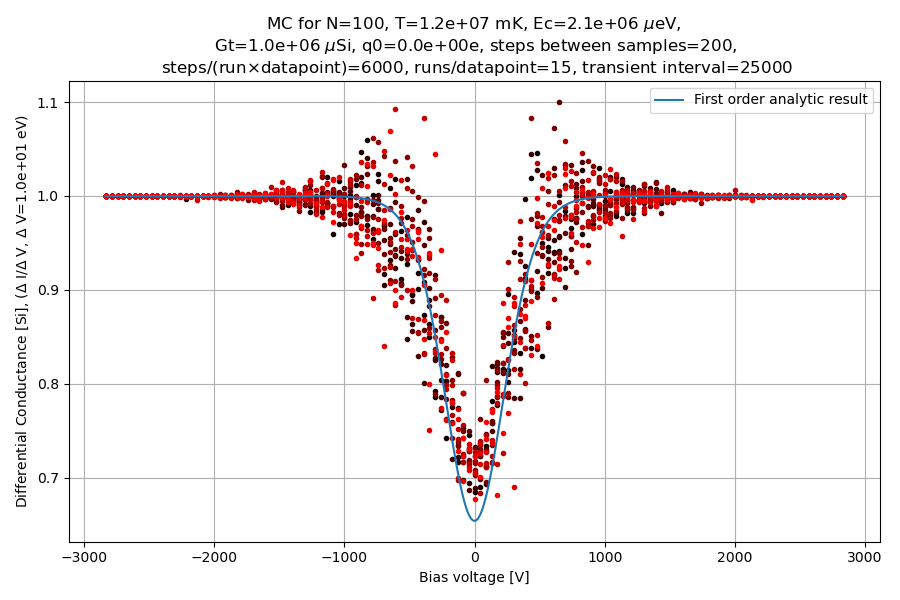 MC for N=100, T=1.2e+07 mK, Ec=2.1e+06 μeV,
Gt=1.0e+06 μSi, q0=0.0e+00e, steps between samples=200,
steps/(run×datapoint)=6000, runs/datapoint=15, transient interval=25000
First order analytic result
Differential Conductance [Si], (Δ I/Δ V, Δ V=1.0e+01 eV)
1.1
1.0
0.9
0.8
0.7
−3000 −2000 −1000 0 1000 2000 3000
Bias voltage [V]